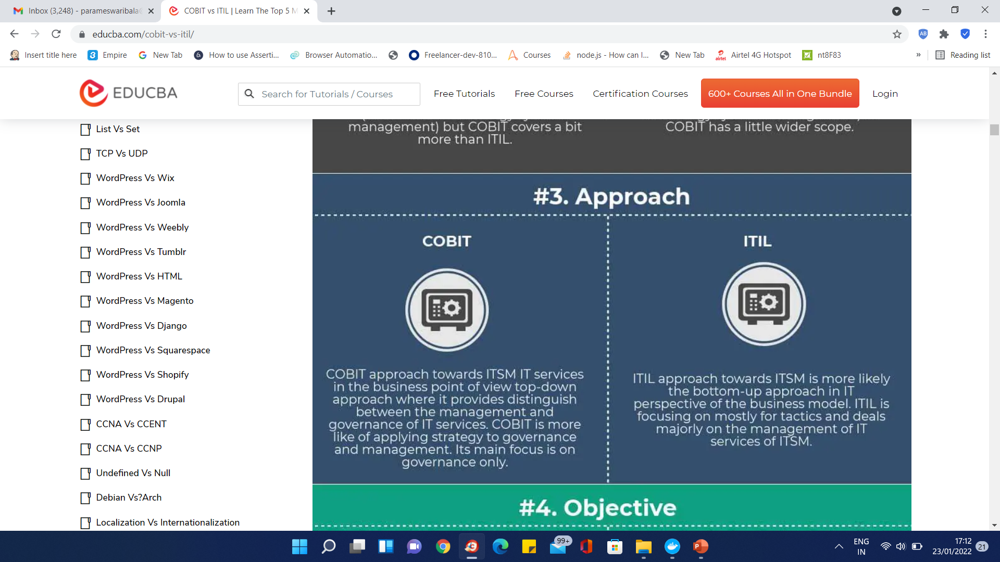 Inbox (3,248) - parameswaribala
COBIT vs ITIL | Learn The Top 5 M
educba.com/cobit-vs-itil/
Insert title here
Empire
New Tab
How to use Asserti...
Browser Automatio...
Freelancer-dev-810...
Courses
node.js - How can I...
New Tab
Airtel 4G Hotspot
nt8F83
»
Reading list
EDUCBA
Search for Tutorials / Courses
Free Tutorials
Free Courses
Certification Courses
600+ Courses All in One Bundle
Login
List Vs Set
TCP Vs UDP
WordPress Vs Wix
WordPress Vs Joomla
WordPress Vs Weebly
WordPress Vs Tumblr
WordPress Vs HTML
WordPress Vs Magento
WordPress Vs Django
WordPress Vs Squarespace
WordPress Vs Shopify
WordPress Vs Drupal
CCNA Vs CCENT
CCNA Vs CCNP
Undefined Vs Null
Debian Vs?Arch
Localization Vs Internationalization
management) but COBIT covers a bit
more than ITIL.
COBIT has a little wider scope.
#3. Approach
COBIT
COBIT approach towards ITSM IT services
in the business point of view top-down
approach where it provides distinguish
between the management and
governance of IT services. COBIT is more
like of applying strategy to governance
and management. Its main focus is on
governance only.
ITIL
ITIL approach towards ITSM is more likely
the bottom-up approach in IT
perspective of the business model. ITIL is
focusing on mostly for tactics and deals
majorly on the management of IT
services of ITSM.
#4. Objective
99+
ENG
IN
17:12
23/01/2022
21